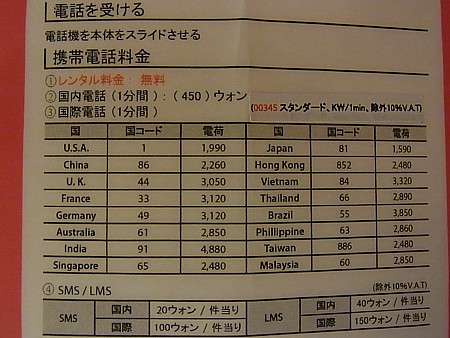 電話を受ける
電話機を本体をスライドさせる
携帯電話料金
①レンタル料金： 無料
②国内電話（1分間）：（ 450 ）ウォン
③国際電話（1分間） (00345 スタンダード、K₩/1min、除外10%V.A.T)
国 国コード 電荷 国 国コード 電荷
U.S.A. 1 1,990 Japan 81 1,590
China 86 2,260 Hong Kong 852 2,480
U. K. 44 3,050 Vietnam 84 3,320
France 33 3,120 Thailand 66 2,890
Germany 49 3,120 Brazil 55 3,850
Australia 61 2,850 Phillippine 63 2,860
India 91 4,880 Taiwan 886 2,480
Singapore 65 2,480 Malaysia 60 2,850
④ SMS / LMS (除外10%V.A.T)
SMS 国内 20ウォン / 件当り LMS 国内 40ウォン / 件当り
国際 100ウォン / 件当り 国際 150ウォン / 件当り